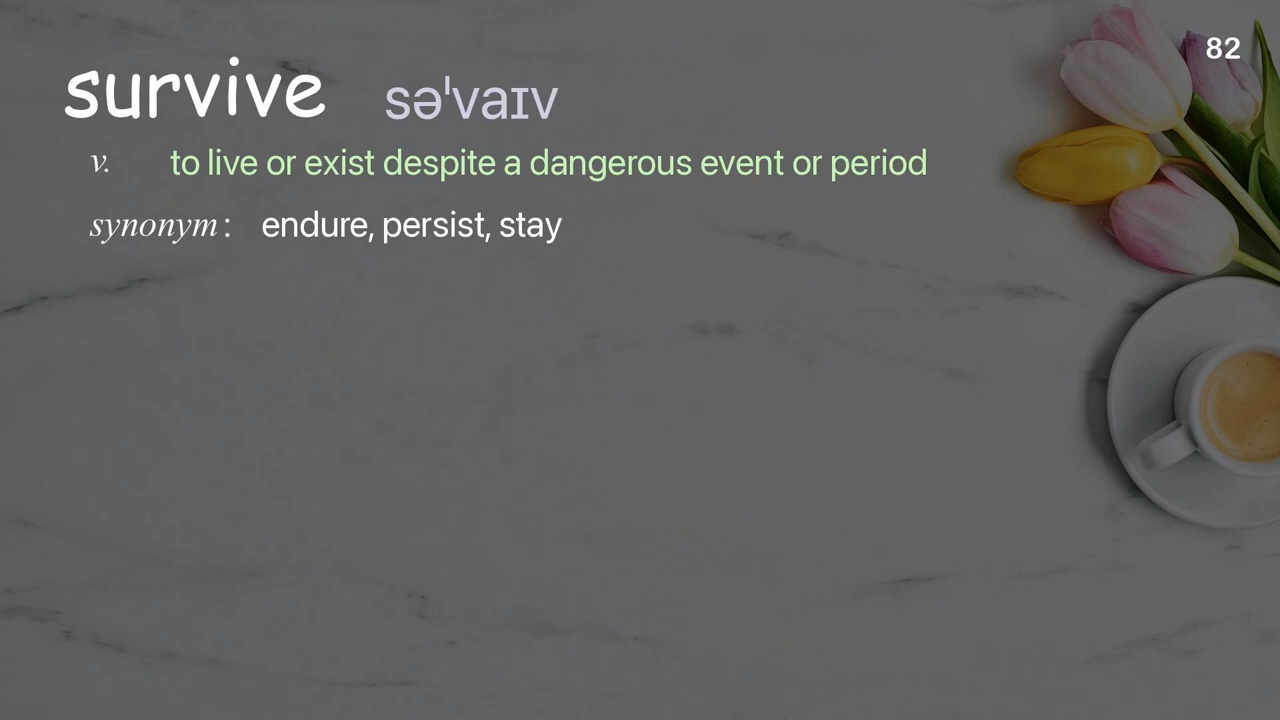 82
survive səˈvaɪv
v. to live or exist despite a dangerous event or period
synonym: endure, persist, stay